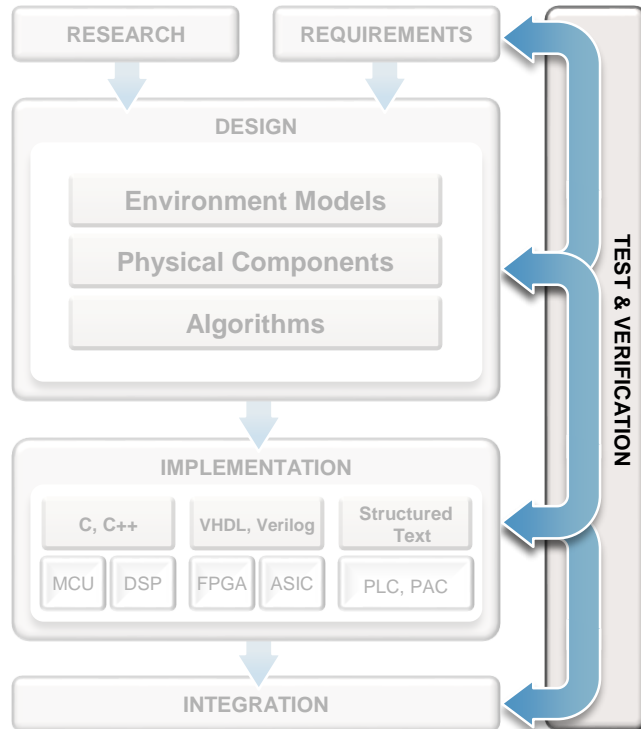 RESEARCH
REQUIREMENTS
DESIGN
Environment Models
Physical Components
Algorithms
IMPLEMENTATION
C, C++
VHDL, Verilog
Structured
Text
MCU
DSP
FPGA
ASIC
PLC, PAC
INTEGRATION
TEST & VERIFICATION